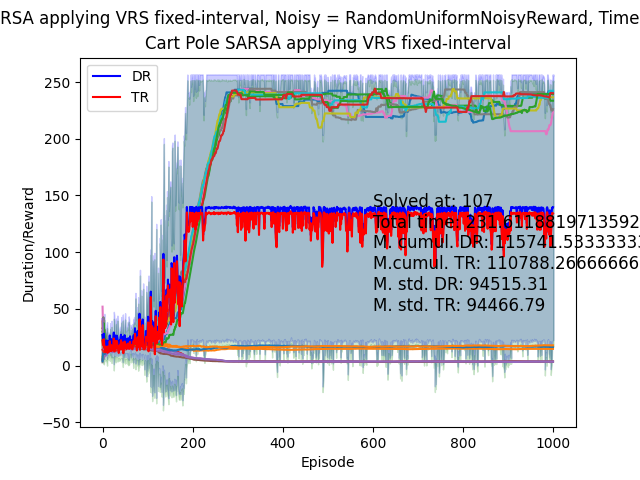 RSA applying VRS fixed-interval, Noisy = RandomUniformNoisyReward, Time
Cart Pole SARSA applying VRS fixed-interval
DR
TR
Duration/Reward
250
200
150
100
50
0
−50
Solved at: 107
Total time: 231.6118819713592
M. cumul. DR: 115741.53333333
M.cumul. TR: 110788.26666666
M. std. DR: 94515.31
M. std. TR: 94466.79
0 200 400 600 800 1000
Episode